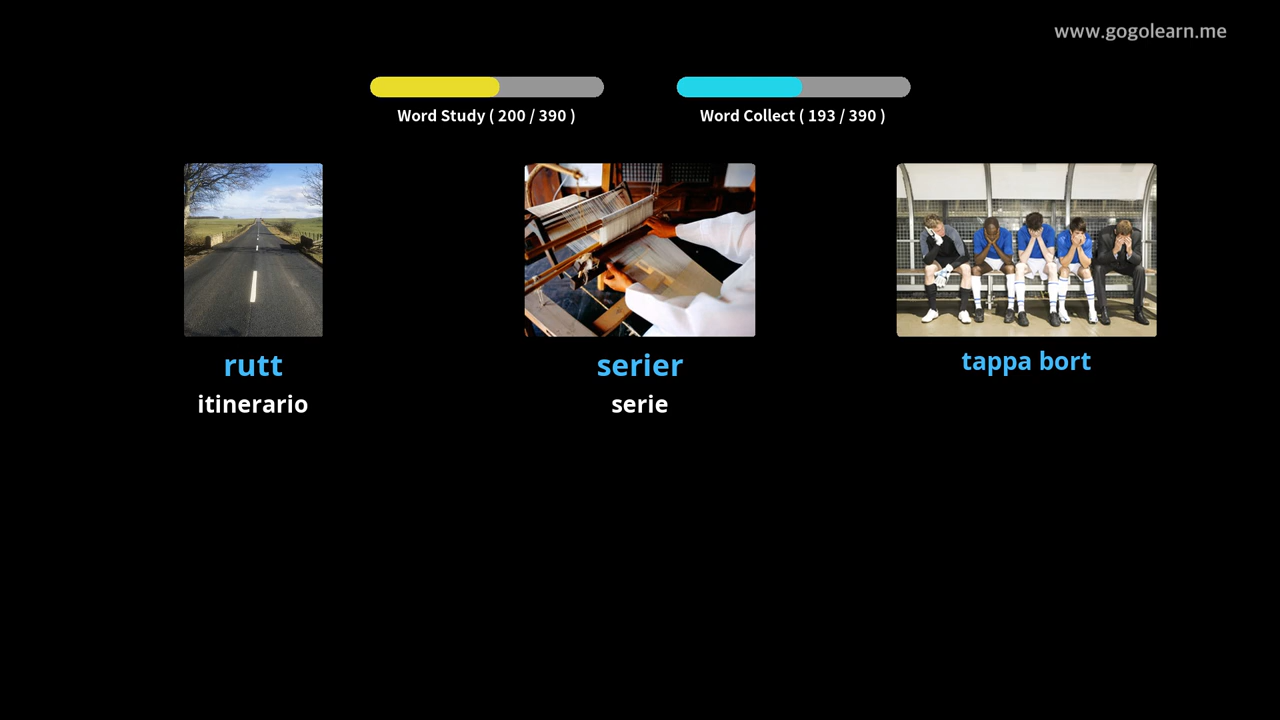 www.gogolearn.me
Word Study ( 200 / 390 )
Word Collect ( 193 / 390 )
rutt
itinerario
serier
serie
tappa bort